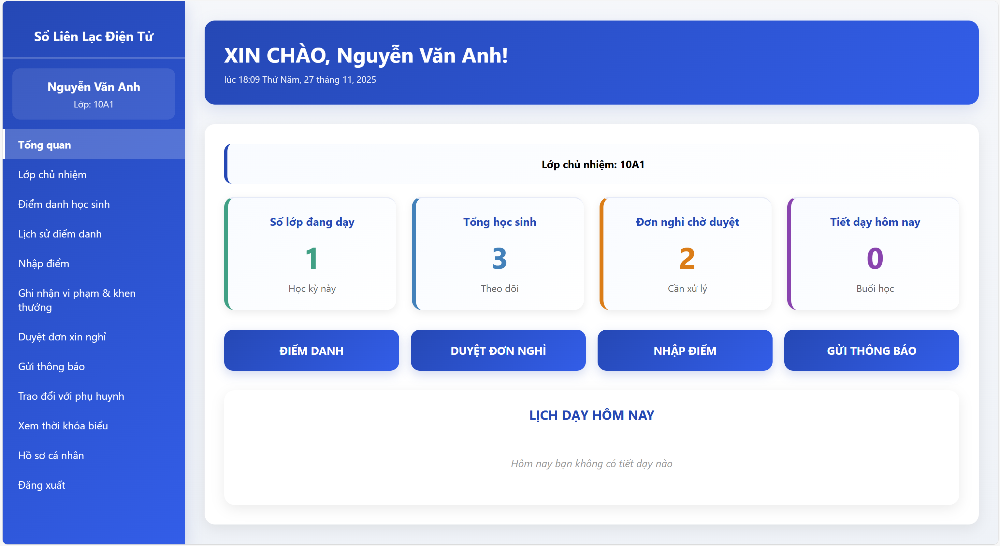 Sổ Liên Lạc Điện Tử
Nguyễn Văn Anh
Lớp: 10A1
Tổng quan
Lớp chủ nhiệm
Điểm danh học sinh
Lịch sử điểm danh
Nhập điểm
Ghi nhận vi phạm & khen
thưởng
Duyệt đơn xin nghỉ
Gửi thông báo
Trao đổi với phụ huynh
Xem thời khóa biểu
Hồ sơ cá nhân
Đăng xuất
XIN CHÀO, Nguyễn Văn Anh!
lúc 18:09 Thứ Năm, 27 tháng 11, 2025
Lớp chủ nhiệm: 10A1
Số lớp đang dạy
1
Học kỳ này
Tổng học sinh
3
Theo dõi
Đơn nghỉ chờ duyệt
2
Cần xử lý
Tiết dạy hôm nay
0
Buổi học
ĐIỂM DANH
DUYỆT ĐƠN NGHỈ
NHẬP ĐIỂM
GỬI THÔNG BÁO
LỊCH DẠY HÔM NAY
Hôm nay bạn không có tiết dạy nào